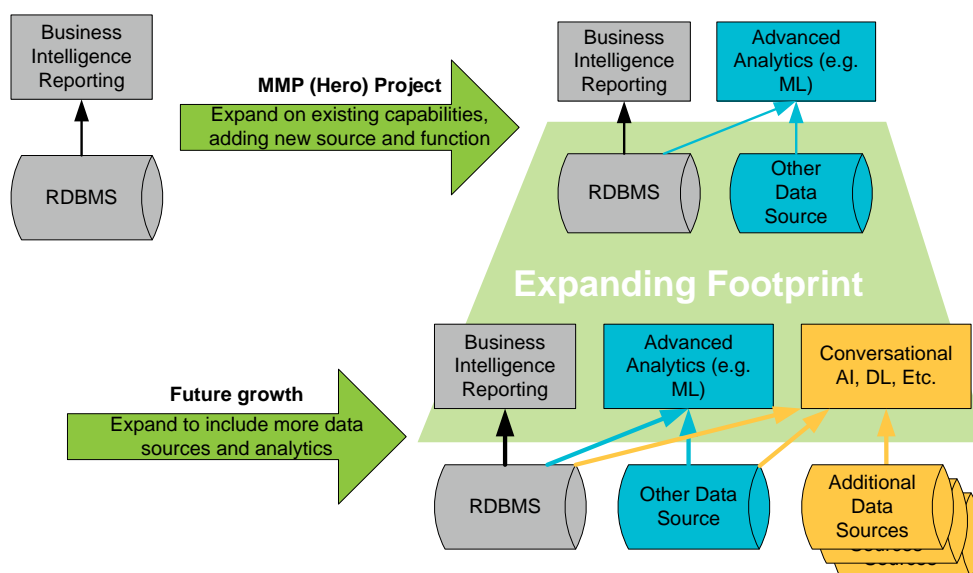 Business
Intelligence
Reporting
RDBMS
MMP (Hero) Project
Expand on existing capabilities,
adding new source and function
Business
Intelligence
Reporting
Advanced
Analytics (e.g.
ML)
RDBMS
Other
Data
Source
Expanding Footprint
Future growth
Expand to include more data
sources and analytics
Business
Intelligence
Reporting
Advanced
Analytics (e.g.
ML)
Conversational
AI, DL, Etc.
RDBMS
Other Data
Source
Additional
Data
Sources
Sources
Sources